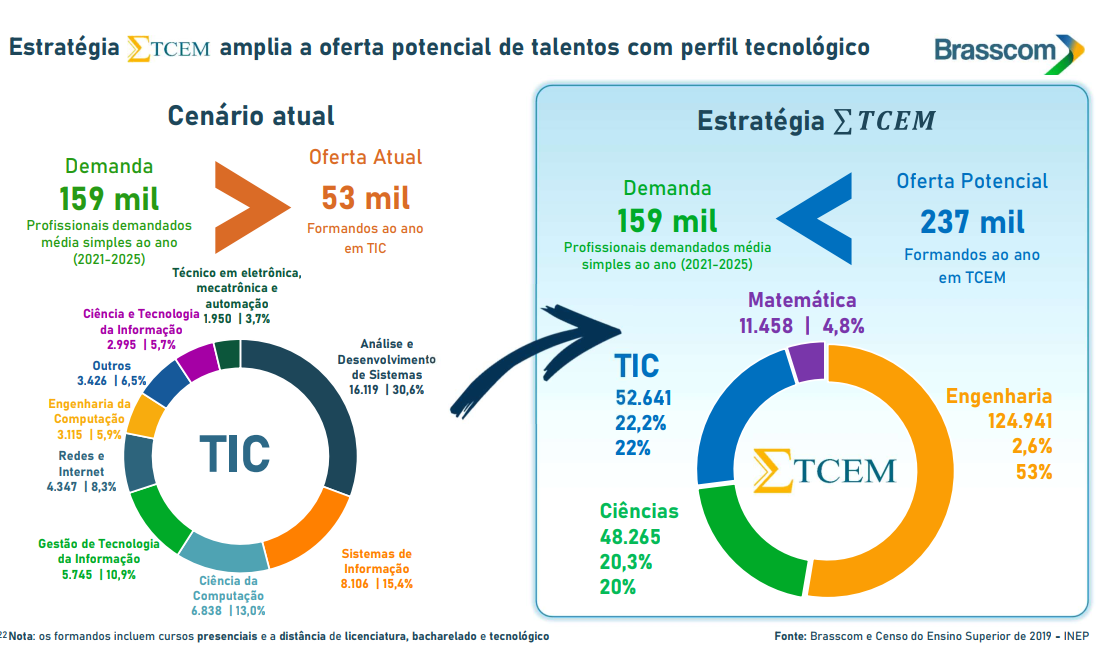 Estratégia ∑TCEM amplia a oferta potencial de talentos com perfil tecnológico
Brasscom
Cenário atual
Demanda
159 mil
Profissionais demandados
média simples ao ano
(2021-2025)
Oferta Atual
53 mil
Formandos ao ano
em TIC
Técnico em eletrônica,
mecatrônica e
automação
1.950 | 3,7%
Ciência e Tecnologia
da Informação
2.995 | 5,7%
Outros
3.426 | 6,5%
Engenharia da
Computação
3.115 | 5,9%
Redes e
Internet
4.347 | 8,3%
Gestão de Tecnologia
da Informação
5.745 | 10,9%
Ciência da
Computação
6.838 | 13,0%
Sistemas de
Informação
8.106 | 15,4%
Análise e
Desenvolvimento
de Sistemas
16.119 | 30,6%
TIC
Estratégia ∑TCEM
Demanda
159 mil
Profissionais demandados média
simples ao ano (2021-2025)
Oferta Potencial
237 mil
Formandos ao ano
em TCEM
Matemática
11.458 | 4,8%
TIC
52.641
22,2%
22%
Engenharia
124.941
2,6%
53%
Ciências
48.265
20,3%
20%
∑TCEM
22 Nota: os formandos incluem cursos presenciais e a distância de licenciatura, bacharelado e tecnológico
Fonte: Brasscom e Censo do Ensino Superior de 2019 - INEP